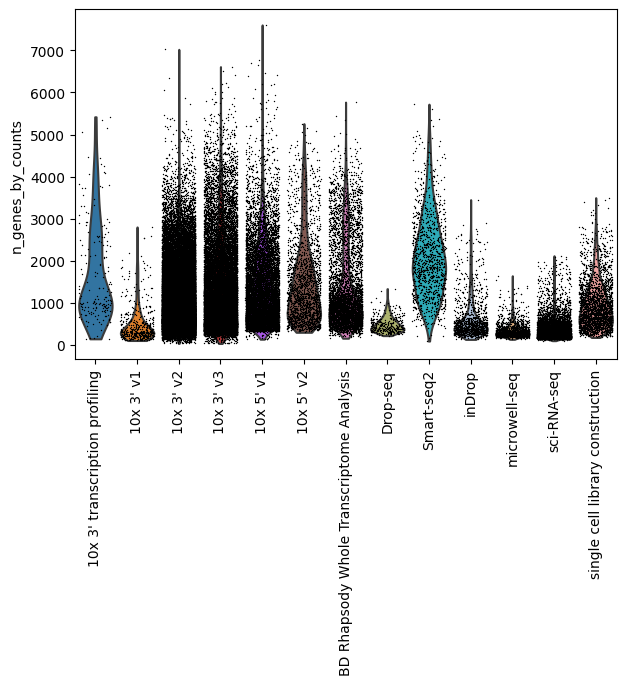 n_genes_by_counts
7000
6000
5000
4000
3000
2000
1000
0
10x 3' transcription profiling
10x 3' v1
10x 3' v2
10x 3' v3
10x 5' v1
10x 5' v2
BD Rhapsody Whole Transcriptome Analysis
Drop-seq
Smart-seq2
inDrop
microwell-seq
sci-RNA-seq
single cell library construction